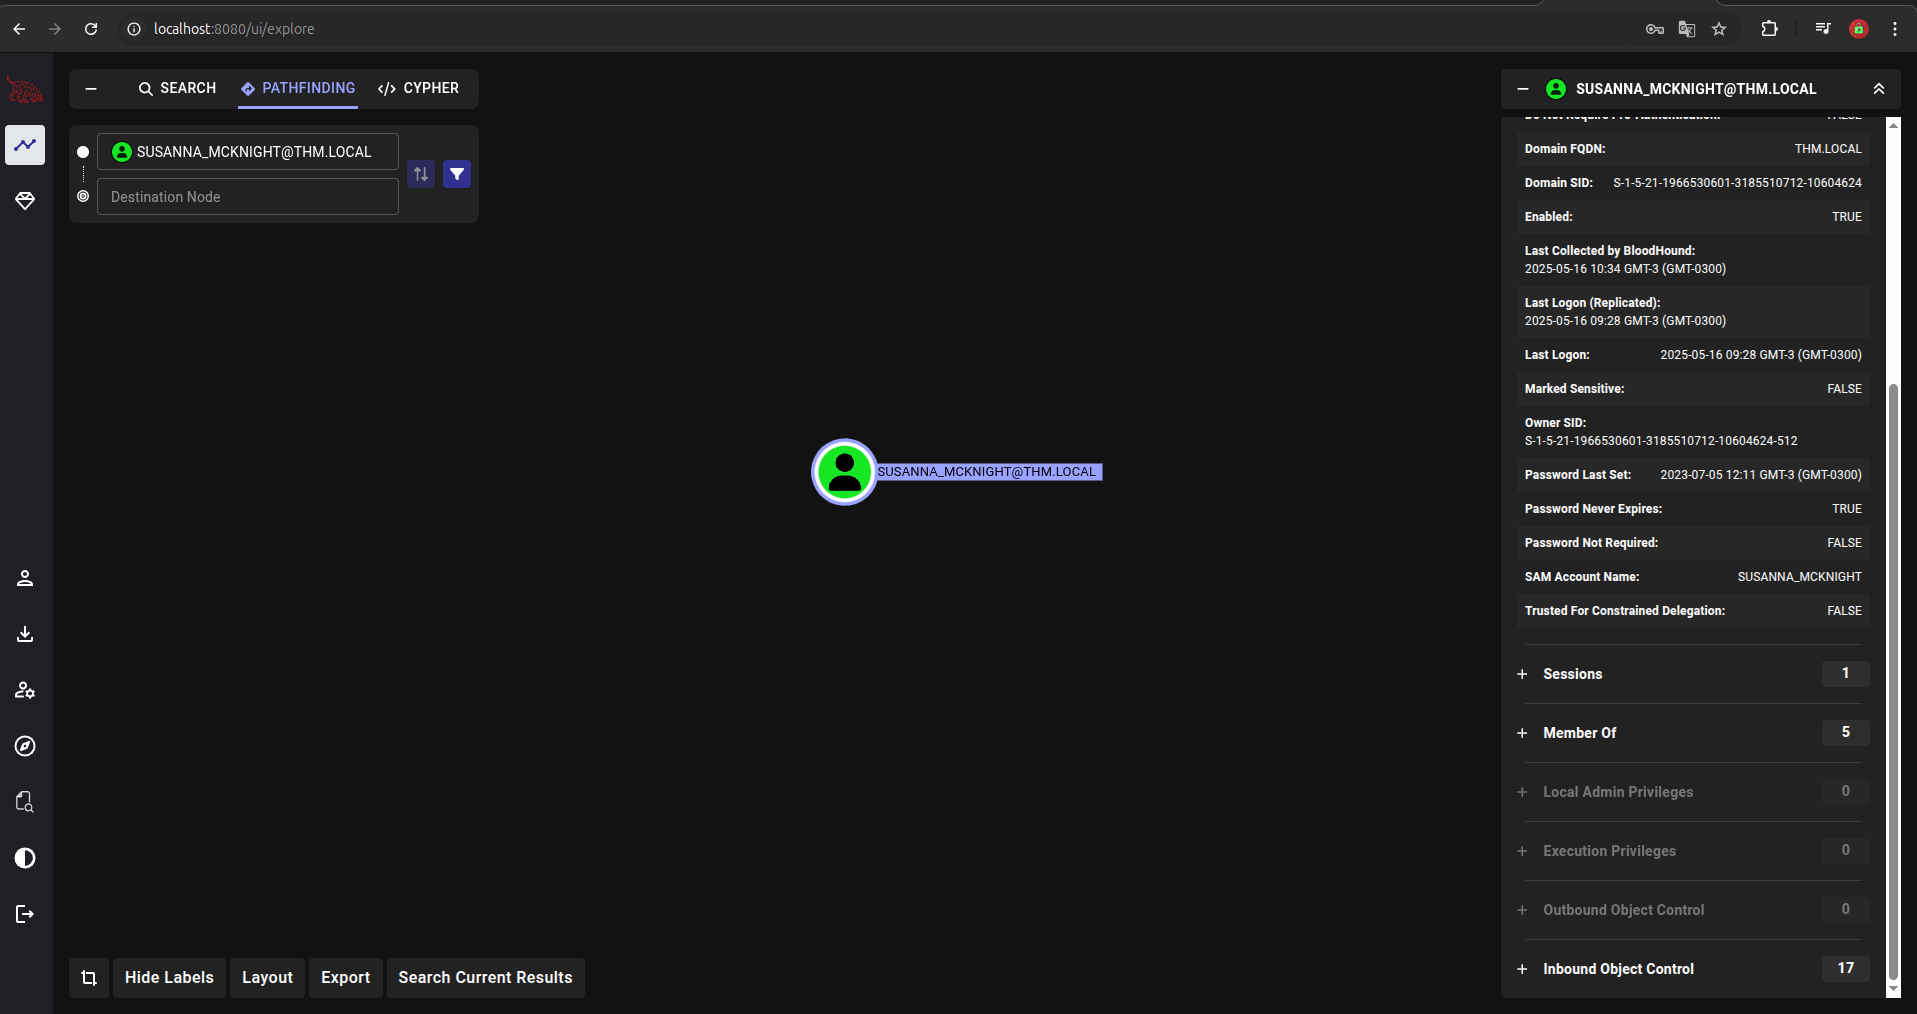 localhost:8080/ui/explore
SEARCH
PATHFINDING
CYPHER
SUSANNA_MCKNIGHT@THM.LOCAL
Destination Node
SUSANNA_MCKNIGHT@THM.LOCAL
Hide Labels
Layout
Export
Search Current Results
SUSANNA_MCKNIGHT@THM.LOCAL
Domain FQDN: THM.LOCAL
Domain SID: S-1-5-21-1966530601-3185510712-10604624
Enabled: TRUE
Last Collected by BloodHound:
2025-05-16 10:34 GMT-3 (GMT-0300)
Last Logon (Replicated):
2025-05-16 09:28 GMT-3 (GMT-0300)
Last Logon: 2025-05-16 09:28 GMT-3 (GMT-0300)
Marked Sensitive: FALSE
Owner SID:
S-1-5-21-1966530601-3185510712-10604624-512
Password Last Set: 2023-07-05 12:11 GMT-3 (GMT-0300)
Password Never Expires: TRUE
Password Not Required: FALSE
SAM Account Name: SUSANNA_MCKNIGHT
Trusted For Constrained Delegation: FALSE
Sessions 1
Member Of 5
Local Admin Privileges 0
Execution Privileges 0
Outbound Object Control 0
Inbound Object Control 17